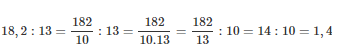 18,2 : 13 = 182/10 : 13 = 182/10.13 = 182/13 : 10 = 14 : 10 = 1,4